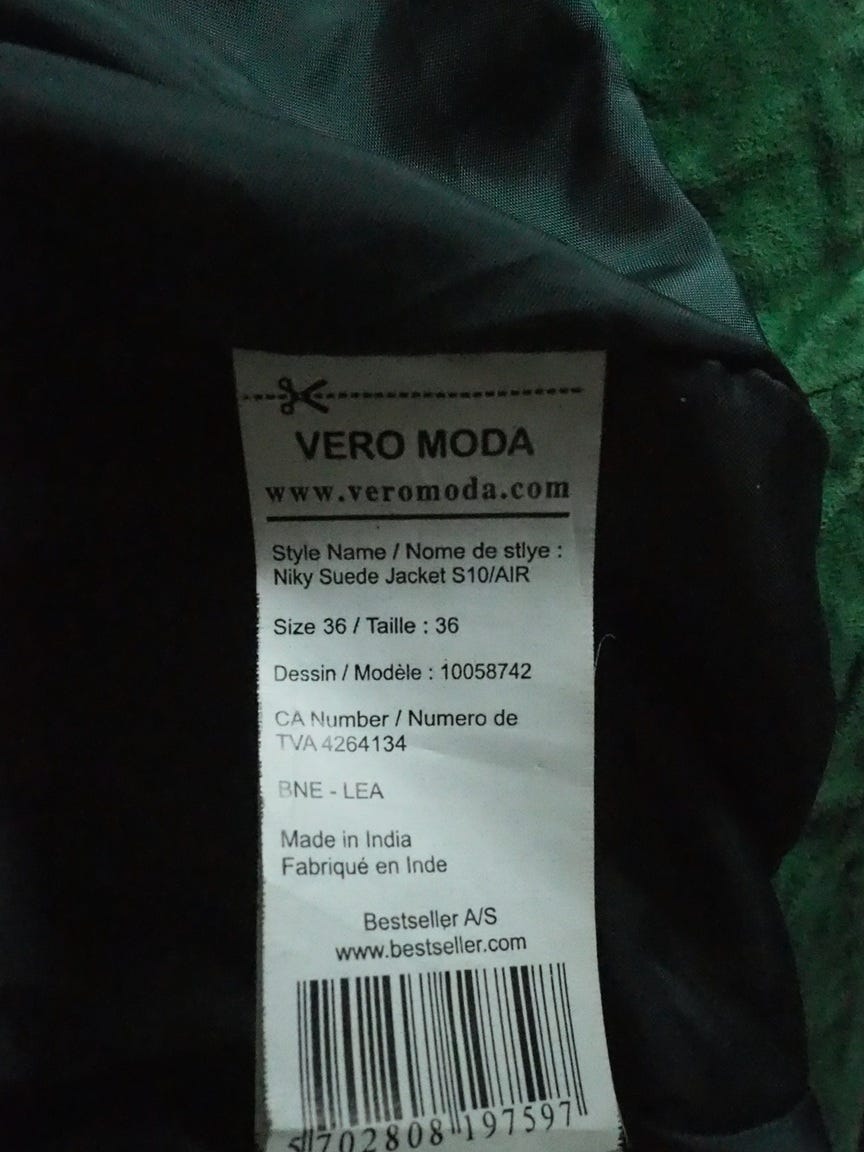 VERO MODA
www.veromoda.com
Style Name / Nome de stlye :
Niky Suede Jacket S10/AIR
Size 36 / Taille : 36
Dessin / Modèle : 10058742
CA Number / Numero de
TVA 4264134
BNE - LEA
Made in India
Fabriqué en Inde
Bestseller A/S
www.bestseller.com
5 702808 197597